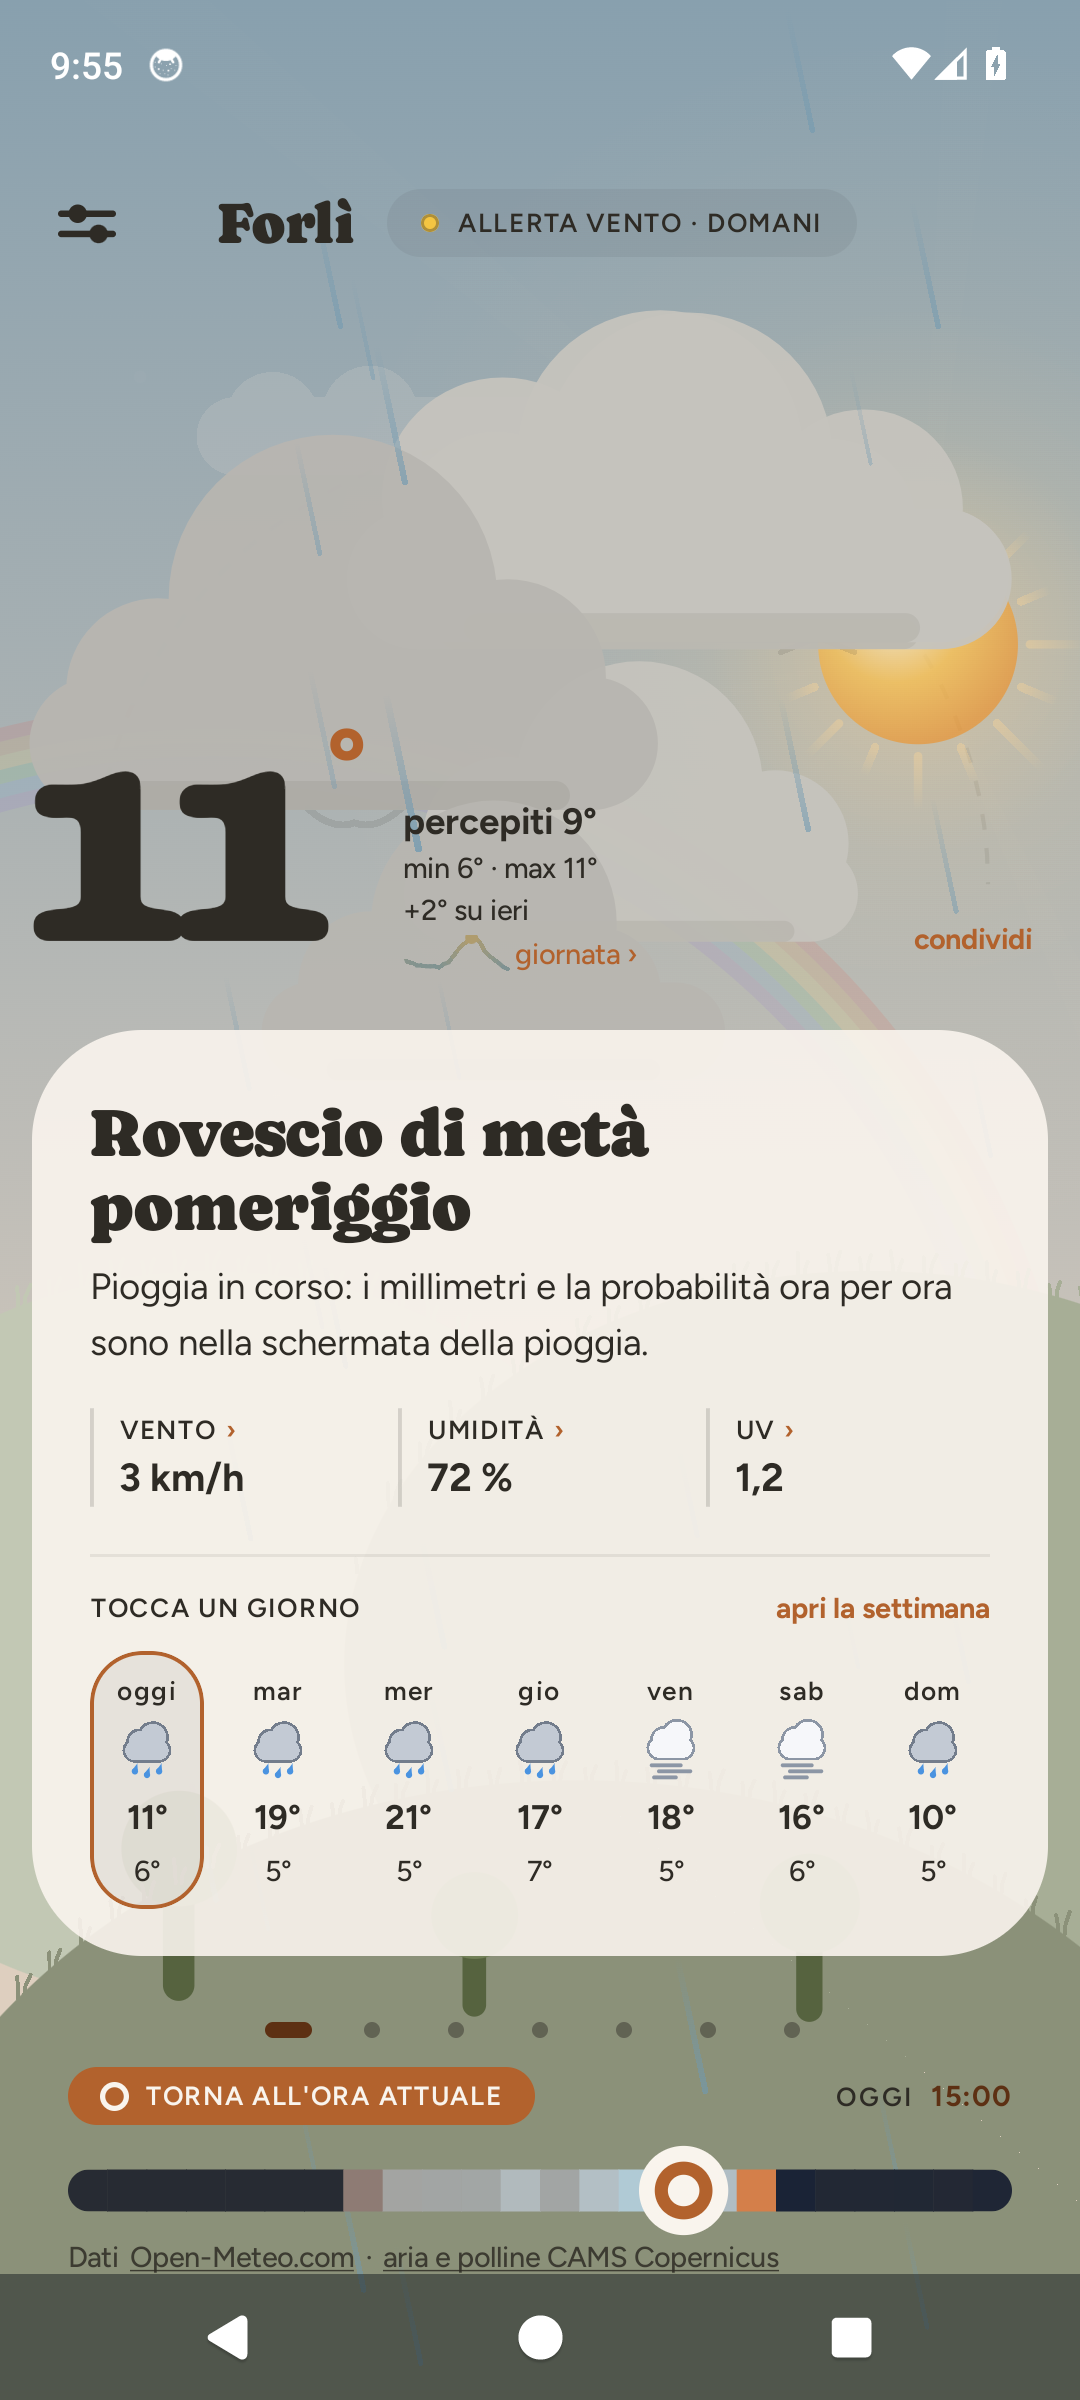 9:55
Forlì
ALLERTA VENTO · DOMANI
11
percepiti 9°
min 6° · max 11°
+2° su ieri
giornata ›
condividi
Rovescio di metà
pomeriggio
Pioggia in corso: i millimetri e la probabilità ora per ora
sono nella schermata della pioggia.
VENTO › UMIDITÀ › UV ›
3 km/h 72 % 1,2
TOCCA UN GIORNO apri la settimana
oggi mar mer gio ven sab dom
11° 19° 21° 17° 18° 16° 10°
6° 5° 5° 7° 5° 6° 5°
TORNA ALL'ORA ATTUALE OGGI 15:00
Dati Open-Meteo.com · aria e polline CAMS Copernicus